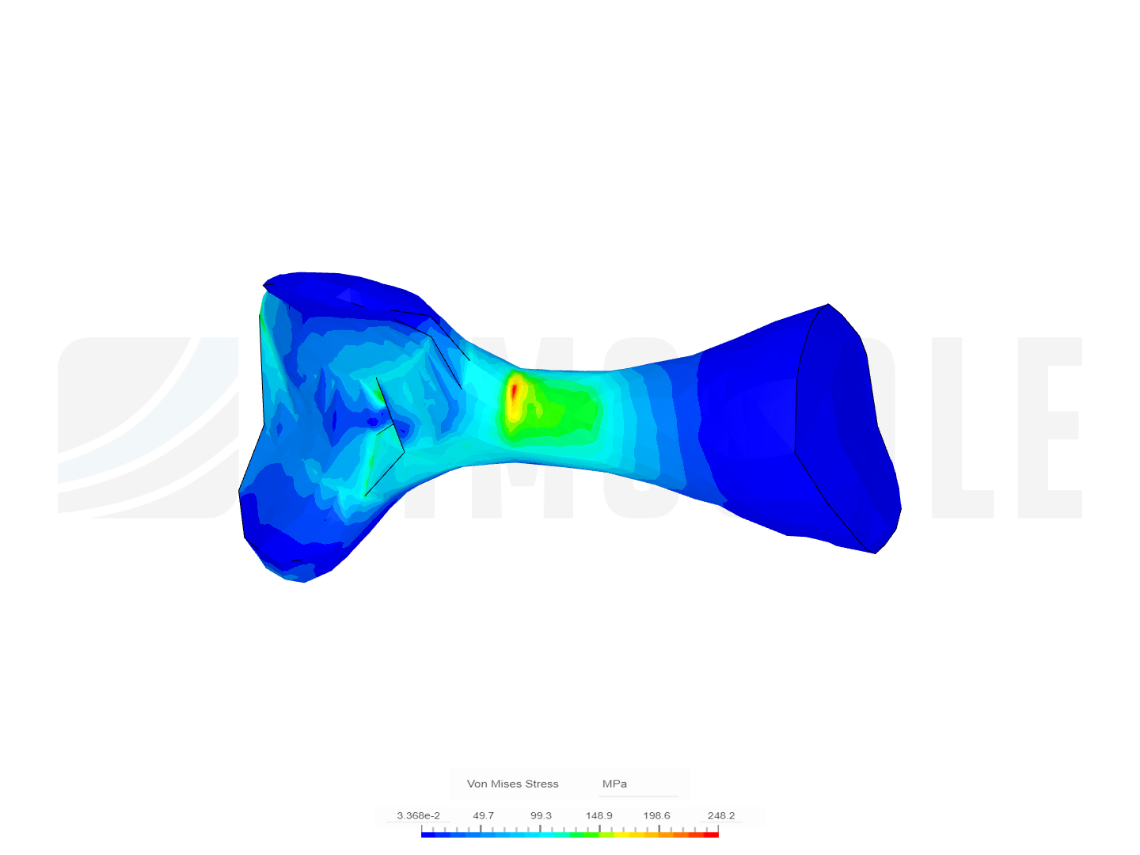 Von Mises Stress MPa
3.368e-2 49.7 99.3 148.9 198.6 248.2